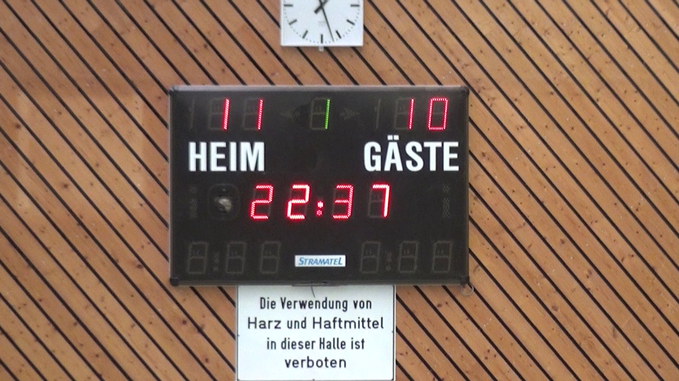 11 1 10
HEIM GÄSTE
22:37
STRAMATEL
Die Verwendung von
Harz und Haftmittel
in dieser Halle ist
verboten